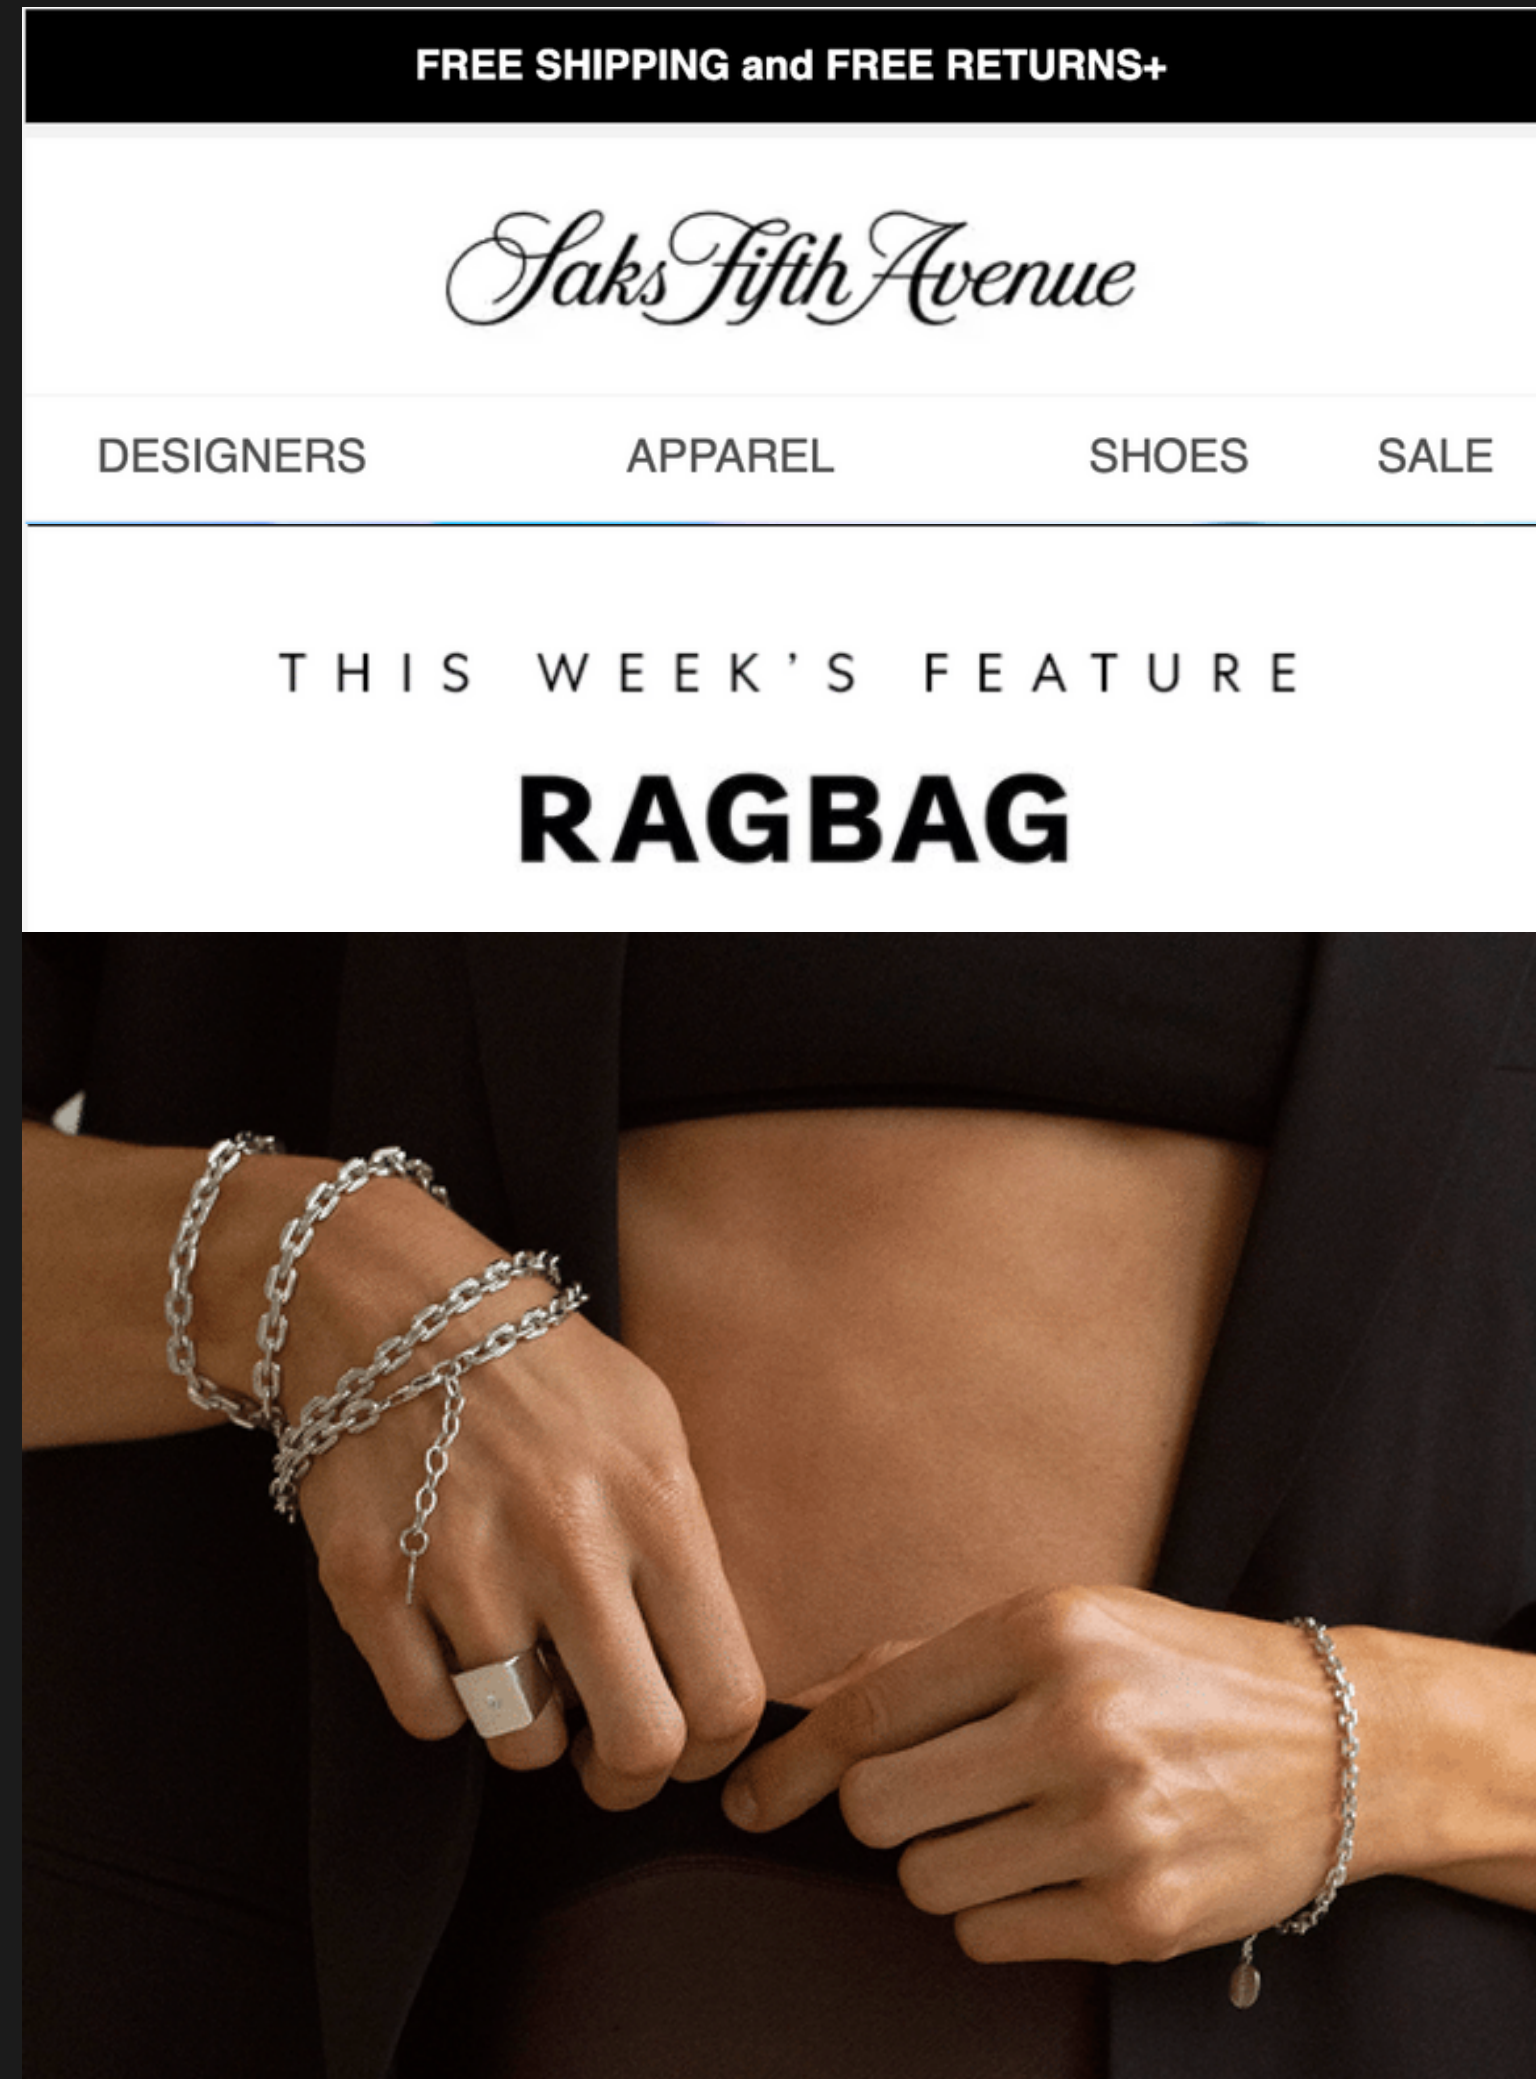 FREE SHIPPING and FREE RETURNS+
Saks Fifth Avenue
DESIGNERS APPAREL SHOES SALE
THIS WEEK’S FEATURE
RAGBAG